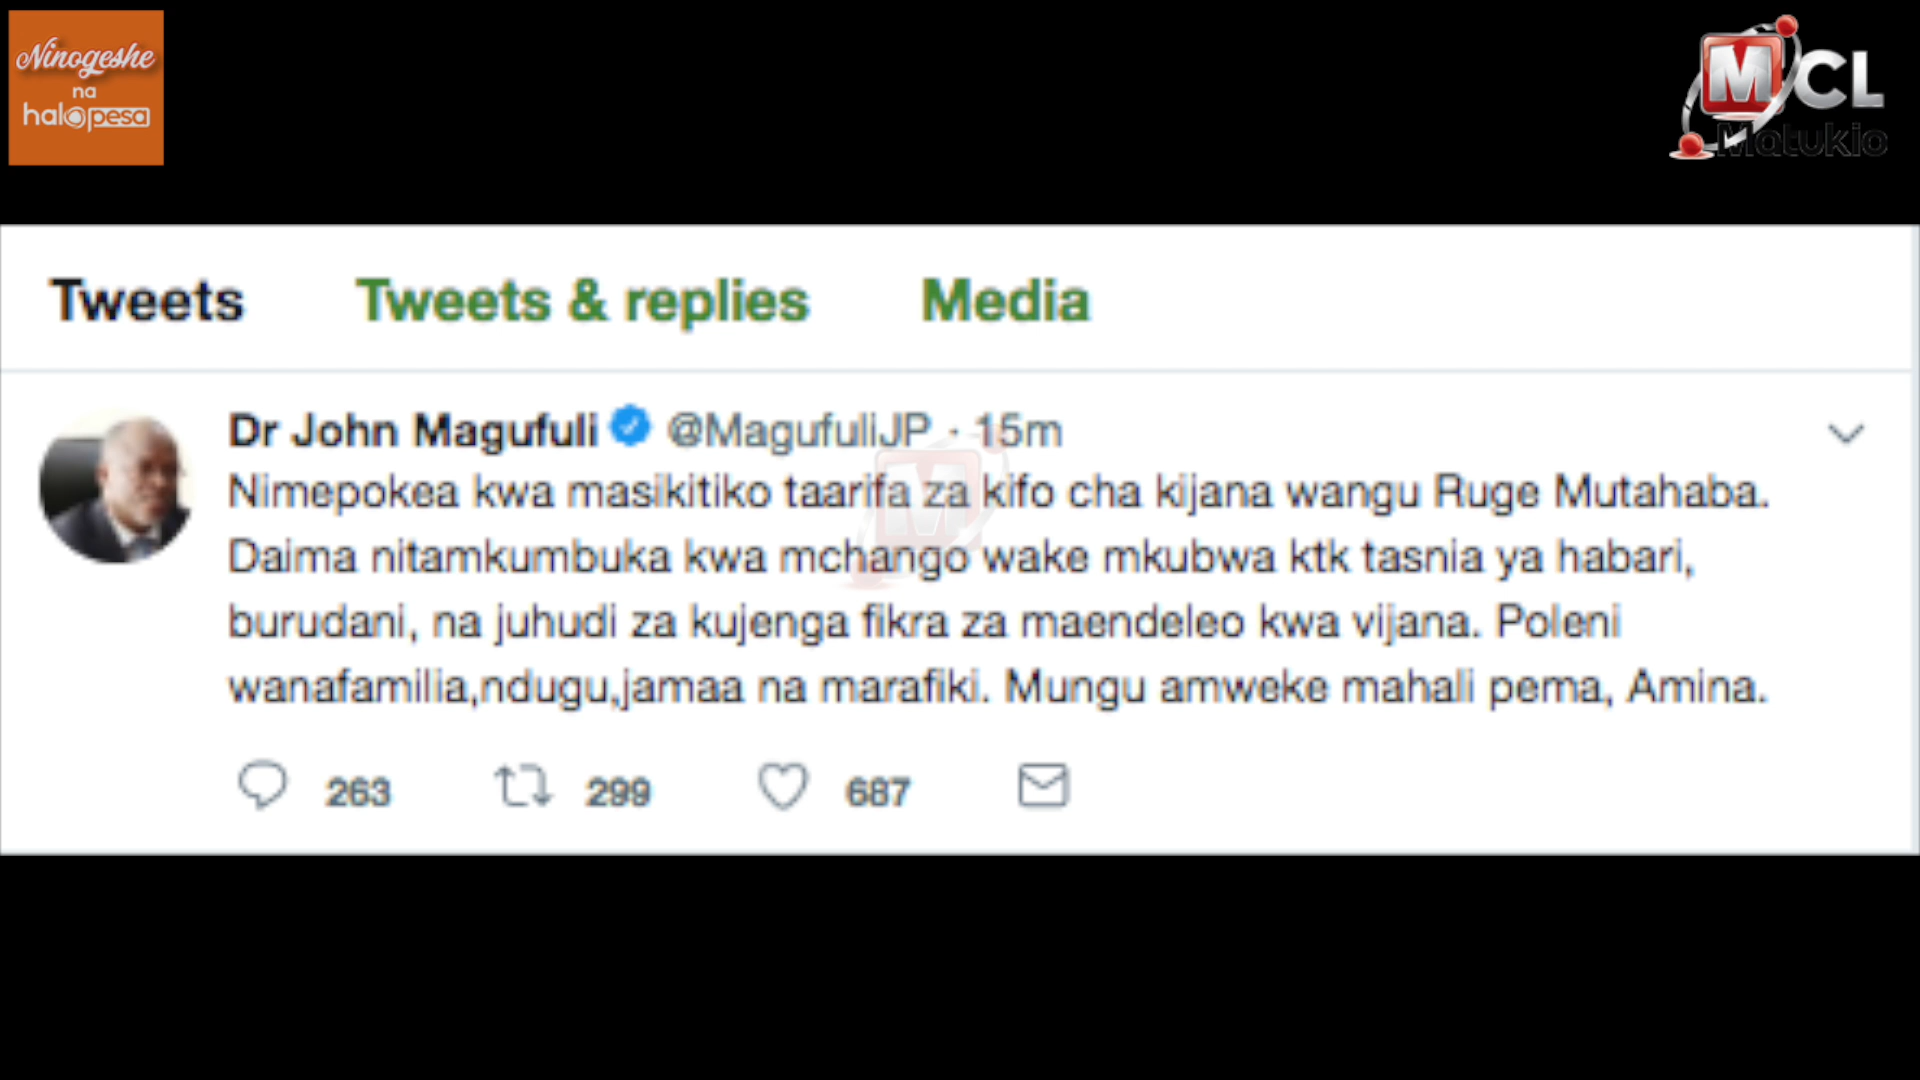 Ninogeshe
na
halopesa
MCL
Matukio
Tweets Tweets & replies Media
Dr John Magufuli @MagufuliJP · 15m
Nimepokea kwa masikitiko taarifa za kifo cha kijana wangu Ruge Mutahaba.
Daima nitamkumbuka kwa mchango wake mkubwa ktk tasnia ya habari,
burudani, na juhudi za kujenga fikra za maendeleo kwa vijana. Poleni
wanafamilia,ndugu,jamaa na marafiki. Mungu amweke mahali pema, Amina.
263 299 687